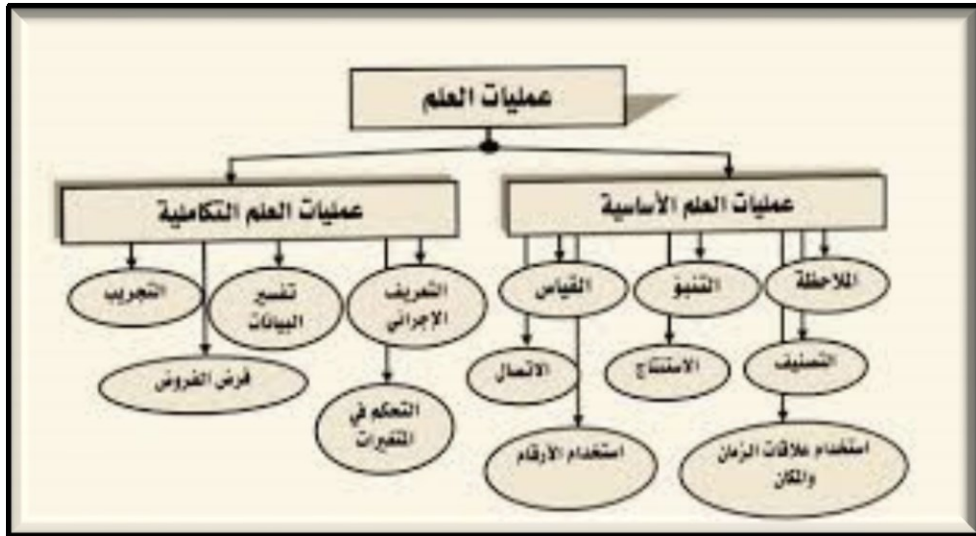 عمليات العلم
عمليات العلم الأساسية
الملاحظة
التنبؤ
القياس
التصنيف
الاستنتاج
الاتصال
استخدام علاقات الزمان
والمكان
استخدام الأرقام
عمليات العلم التكاملية
التعريف
الإجرائي
تفسير
البيانات
التجريب
التحكم في
المتغيرات
فرض الفروض